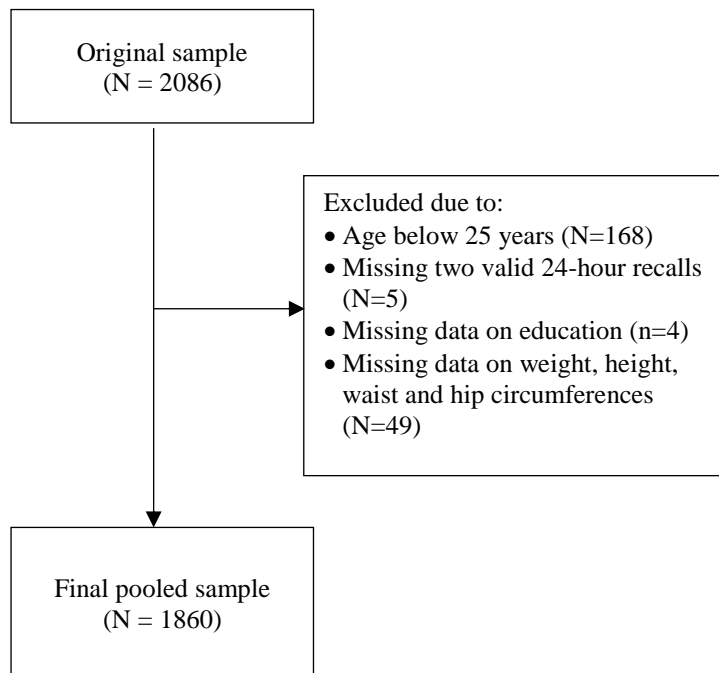 Original sample
(N = 2086)
Excluded due to:
• Age below 25 years (N=168)
• Missing two valid 24-hour recalls
(N=5)
• Missing data on education (n=4)
• Missing data on weight, height,
waist and hip circumferences
(N=49)
Final pooled sample
(N = 1860)